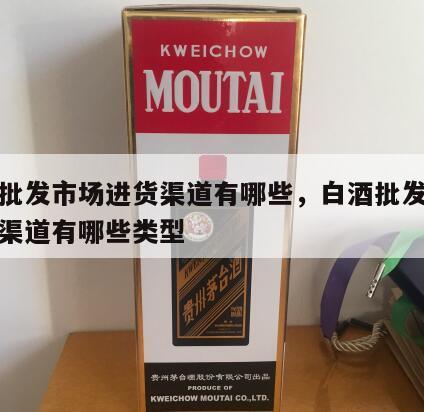 KWEICHOW
MOUTAI
批发市场进货渠道有哪些，白酒批发
渠道有哪些类型
贵州茅台酒
贵州茅台酒股份有限公司出品
PRODUCE OF
KWEICHOW MOUTAI CO.,LTD.